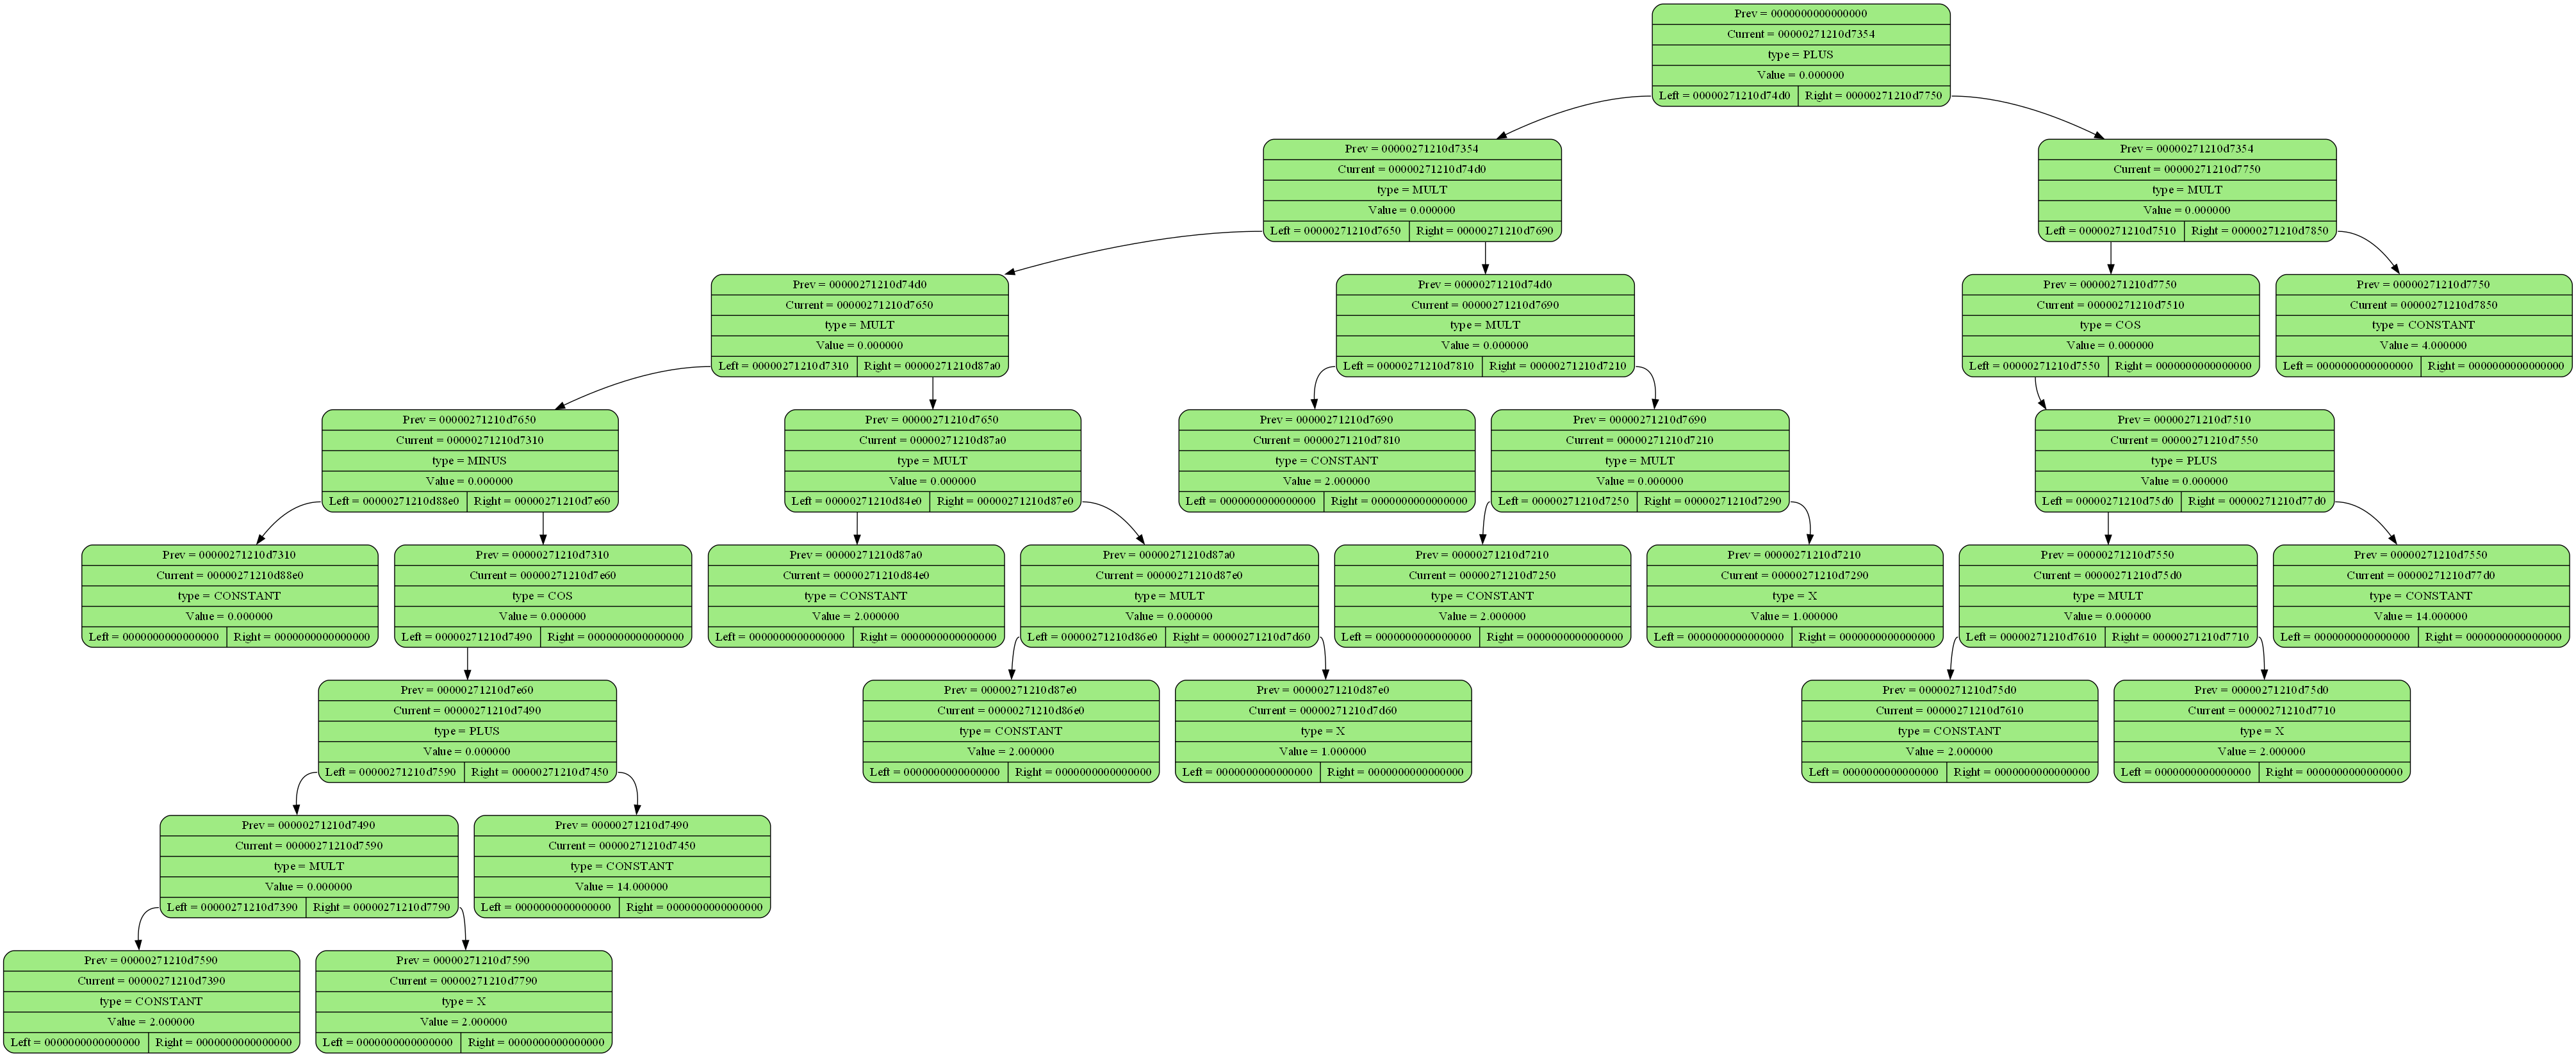 Prev = 0000000000000000
Current = 00000271210d7354
type = PLUS
Value = 0.000000
Left = 00000271210d74d0 Right = 00000271210d7750
Prev = 00000271210d7354
Current = 00000271210d74d0
type = MULT
Value = 0.000000
Left = 00000271210d7650 Right = 00000271210d7690
Prev = 00000271210d7354
Current = 00000271210d7750
type = MULT
Value = 0.000000
Left = 00000271210d7510 Right = 00000271210d7850
Prev = 00000271210d74d0
Current = 00000271210d7650
type = MULT
Value = 0.000000
Left = 00000271210d7310 Right = 00000271210d87a0
Prev = 00000271210d74d0
Current = 00000271210d7690
type = MULT
Value = 0.000000
Left = 00000271210d7810 Right = 00000271210d7210
Prev = 00000271210d7750
Current = 00000271210d7510
type = COS
Value = 0.000000
Left = 00000271210d7550 Right = 0000000000000000
Prev = 00000271210d7750
Current = 00000271210d7850
type = CONSTANT
Value = 4.000000
Left = 0000000000000000 Right = 0000000000000000
Prev = 00000271210d7650
Current = 00000271210d7310
type = MINUS
Value = 0.000000
Left = 00000271210d88e0 Right = 00000271210d7e60
Prev = 00000271210d7650
Current = 00000271210d87a0
type = MULT
Value = 0.000000
Left = 00000271210d84e0 Right = 00000271210d87e0
Prev = 00000271210d7690
Current = 00000271210d7810
type = CONSTANT
Value = 2.000000
Left = 0000000000000000 Right = 0000000000000000
Prev = 00000271210d7690
Current = 00000271210d7210
type = MULT
Value = 0.000000
Left = 00000271210d7250 Right = 00000271210d7290
Prev = 00000271210d7510
Current = 00000271210d7550
type = PLUS
Value = 0.000000
Left = 00000271210d75d0 Right = 00000271210d77d0
Prev = 00000271210d7310
Current = 00000271210d88e0
type = CONSTANT
Value = 0.000000
Left = 0000000000000000 Right = 0000000000000000
Prev = 00000271210d7310
Current = 00000271210d7e60
type = COS
Value = 0.000000
Left = 00000271210d7490 Right = 0000000000000000
Prev = 00000271210d87a0
Current = 00000271210d84e0
type = CONSTANT
Value = 2.000000
Left = 0000000000000000 Right = 0000000000000000
Prev = 00000271210d87a0
Current = 00000271210d87e0
type = MULT
Value = 0.000000
Left = 00000271210d86e0 Right = 00000271210d7d60
Prev = 00000271210d7210
Current = 00000271210d7250
type = CONSTANT
Value = 2.000000
Left = 0000000000000000 Right = 0000000000000000
Prev = 00000271210d7210
Current = 00000271210d7290
type = X
Value = 1.000000
Left = 0000000000000000 Right = 0000000000000000
Prev = 00000271210d7550
Current = 00000271210d75d0
type = MULT
Value = 0.000000
Left = 00000271210d7610 Right = 00000271210d7710
Prev = 00000271210d7550
Current = 00000271210d77d0
type = CONSTANT
Value = 14.000000
Left = 0000000000000000 Right = 0000000000000000
Prev = 00000271210d7e60
Current = 00000271210d7490
type = PLUS
Value = 0.000000
Left = 00000271210d7590 Right = 00000271210d7450
Prev = 00000271210d87e0
Current = 00000271210d86e0
type = CONSTANT
Value = 2.000000
Left = 0000000000000000 Right = 0000000000000000
Prev = 00000271210d87e0
Current = 00000271210d7d60
type = X
Value = 1.000000
Left = 0000000000000000 Right = 0000000000000000
Prev = 00000271210d75d0
Current = 00000271210d7610
type = CONSTANT
Value = 2.000000
Left = 0000000000000000 Right = 0000000000000000
Prev = 00000271210d75d0
Current = 00000271210d7710
type = X
Value = 2.000000
Left = 0000000000000000 Right = 0000000000000000
Prev = 00000271210d7490
Current = 00000271210d7590
type = MULT
Value = 0.000000
Left = 00000271210d7390 Right = 00000271210d7790
Prev = 00000271210d7490
Current = 00000271210d7450
type = CONSTANT
Value = 14.000000
Left = 0000000000000000 Right = 0000000000000000
Prev = 00000271210d7590
Current = 00000271210d7390
type = CONSTANT
Value = 2.000000
Left = 0000000000000000 Right = 0000000000000000
Prev = 00000271210d7590
Current = 00000271210d7790
type = X
Value = 2.000000
Left = 0000000000000000 Right = 0000000000000000